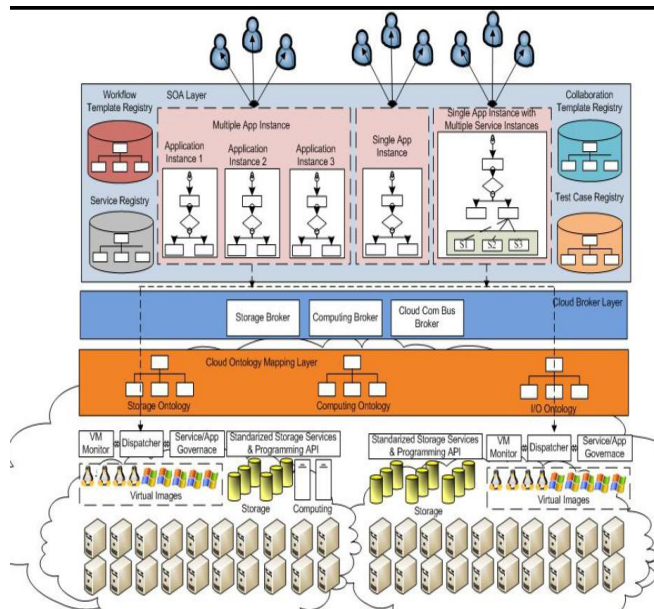 Workflow
Template Registry
SOA Layer
Collaboration
Template Registry
Multiple App Instance
Single App Instance with
Multiple Service Instances
Application
Instance 1
Application
Instance 2
Application
Instance 3
Single App
Instance
Service Registry
Test Case Registry
S1
S2
S3
Cloud Broker Layer
Storage Broker
Computing Broker
Cloud Com Bus
Broker
Cloud Ontology Mapping Layer
Storage Ontology
Computing Ontology
I/O Ontology
VM
Monitor
Dispatcher
Service/App
Governace
Standarized Storage Services
& Programming API
Standardized Storage Services
& Programming API
VM
Monitor
Dispatcher
Service/App
Governace
Virtual Images
Storage
Computing
Storage
Virtual Images